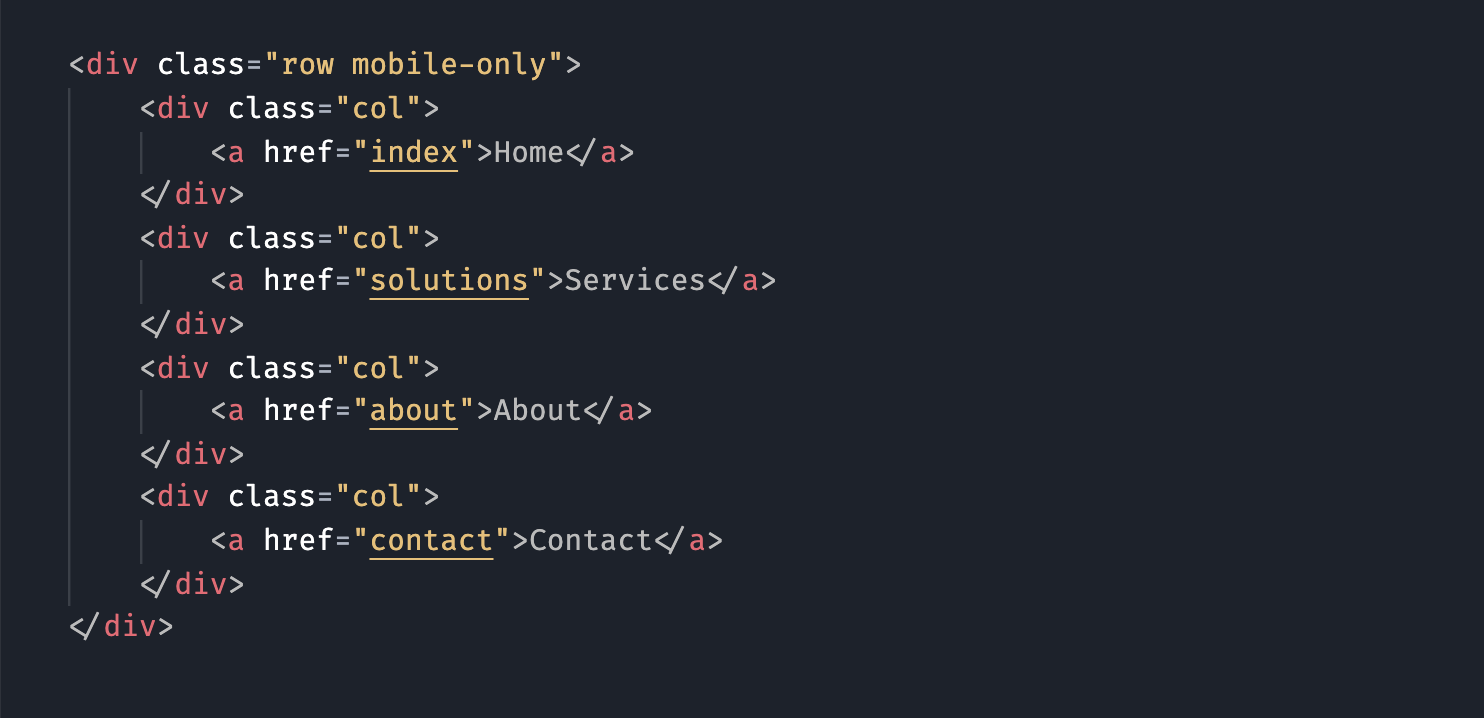 <div class="row mobile-only">
    <div class="col">
        <a href="index">Home</a>
    </div>
    <div class="col">
        <a href="solutions">Services</a>
    </div>
    <div class="col">
        <a href="about">About</a>
    </div>
    <div class="col">
        <a href="contact">Contact</a>
    </div>
</div>